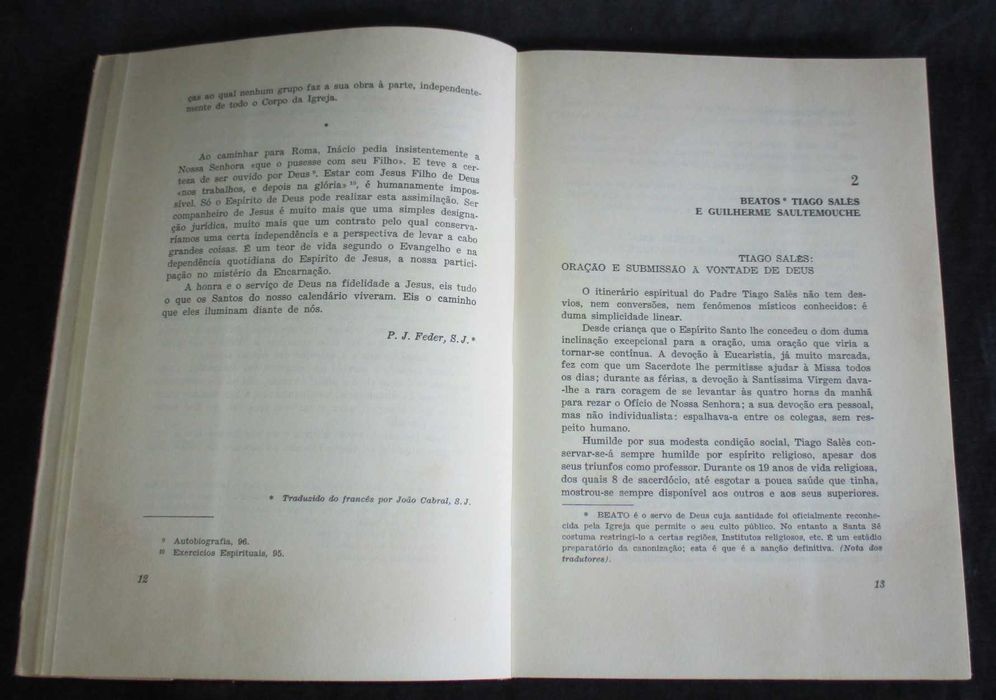 ças ao qual nenhum grupo faz a sua obra à parte, independente-
mente de todo o Corpo da Igreja.
*
Ao caminhar para Roma, Inácio pedia insistentemente a
Nossa Senhora «que o pusesse com seu Filho». E teve a cer-
teza de ser ouvido por Deus ⁹. Estar com Jesus Filho de Deus
«nos trabalhos, e depois na glória» ¹⁰, é humanamente impos-
sível. Só o Espírito de Deus pode realizar esta assimilação. Ser
companheiro de Jesus é muito mais que uma simples designa-
ção jurídica, muito mais que um contrato pelo qual conserva-
ríamos uma certa independência e a perspectiva de levar a cabo
grandes coisas. É um teor de vida segundo o Evangelho e na
dependência quotidiana do Espírito de Jesus, a nossa partici-
pação no mistério da Encarnação.
A honra e o serviço de Deus na fidelidade a Jesus, eis tudo
o que os Santos do nosso calendário viveram. Eis o caminho
que eles iluminam diante de nós.
P. J. Feder, S.J.*
* Traduzido do francês por João Cabral, S.J.
⁹ Autobiografia, 96.
¹⁰ Exercícios Espirituais, 95.
12
2
BEATOS * TIAGO SALÈS
E GUILHERME SAULTEMOUCHE
TIAGO SALÈS:
ORAÇÃO E SUBMISSÃO À VONTADE DE DEUS
O itinerário espiritual do Padre Tiago Salès não tem des-
vios, nem conversões, nem fenómenos místicos conhecidos: é
duma simplicidade linear.
Desde criança que o Espírito Santo lhe concedeu o dom duma
inclinação excepcional para a oração, uma oração que viria a
tornar-se contínua. A devoção à Eucaristia, já muito marcada,
fez com que um Sacerdote lhe permitisse ajudar à Missa todos
os dias; durante as férias, a devoção à Santíssima Virgem dava-
-lhe a rara coragem de se levantar às quatro horas da manhã
para rezar o Ofício de Nossa Senhora; a sua devoção era pessoal,
mas não individualista: espalhava-a entre os colegas, sem res-
peito humano.
Humilde por sua modesta condição social, Tiago Salès con-
servar-se-á sempre humilde por espírito religioso, apesar dos
seus triunfos como professor. Durante os 19 anos de vida religiosa,
dos quais 8 de sacerdócio, até esgotar a pouca saúde que tinha,
mostrou-se sempre disponível aos outros e aos seus superiores.
* BEATO é o servo de Deus cuja santidade foi oficialmente reconhe-
cida pela Igreja que permite o seu culto público. No entanto a Santa Sé
costuma restringi-lo a certas regiões, Institutos religiosos, etc. É um estádio
preparatório da canonização; esta é que é a sanção definitiva. (Nota dos
tradutores).
13